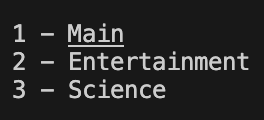 1 – Main
2 – Entertainment
3 – Science